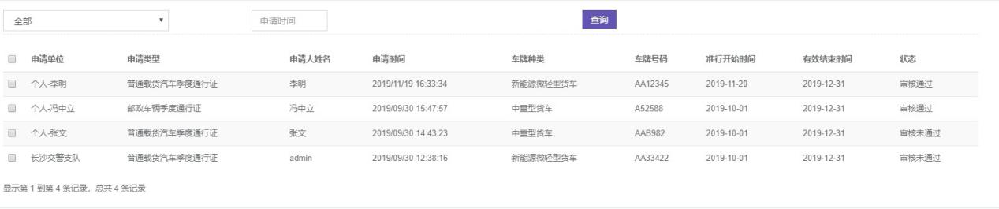 全部 申请时间 查询
申请单位 申请类型 申请人姓名 申请时间 车牌种类 车牌号码 准行开始时间 有效结束时间 状态
个人-李明 普通载货汽车季度通行证 李明 2019/11/19 16:33:34 新能源微轻型货车 AA12345 2019-11-20 2019-12-31 审核通过
个人-冯中立 邮政车辆季度通行证 冯中立 2019/09/30 15:47:57 中重型货车 A52588 2019-10-01 2019-12-31 审核通过
个人-张文 普通载货汽车季度通行证 张文 2019/09/30 14:43:23 中重型货车 AAB982 2019-10-01 2019-12-31 审核未通过
长沙交警支队 普通载货汽车季度通行证 admin 2019/09/30 12:38:16 新能源微轻型货车 AA33422 2019-10-01 2019-12-31 审核未通过
显示第 1 到第 4 条记录，总共 4 条记录